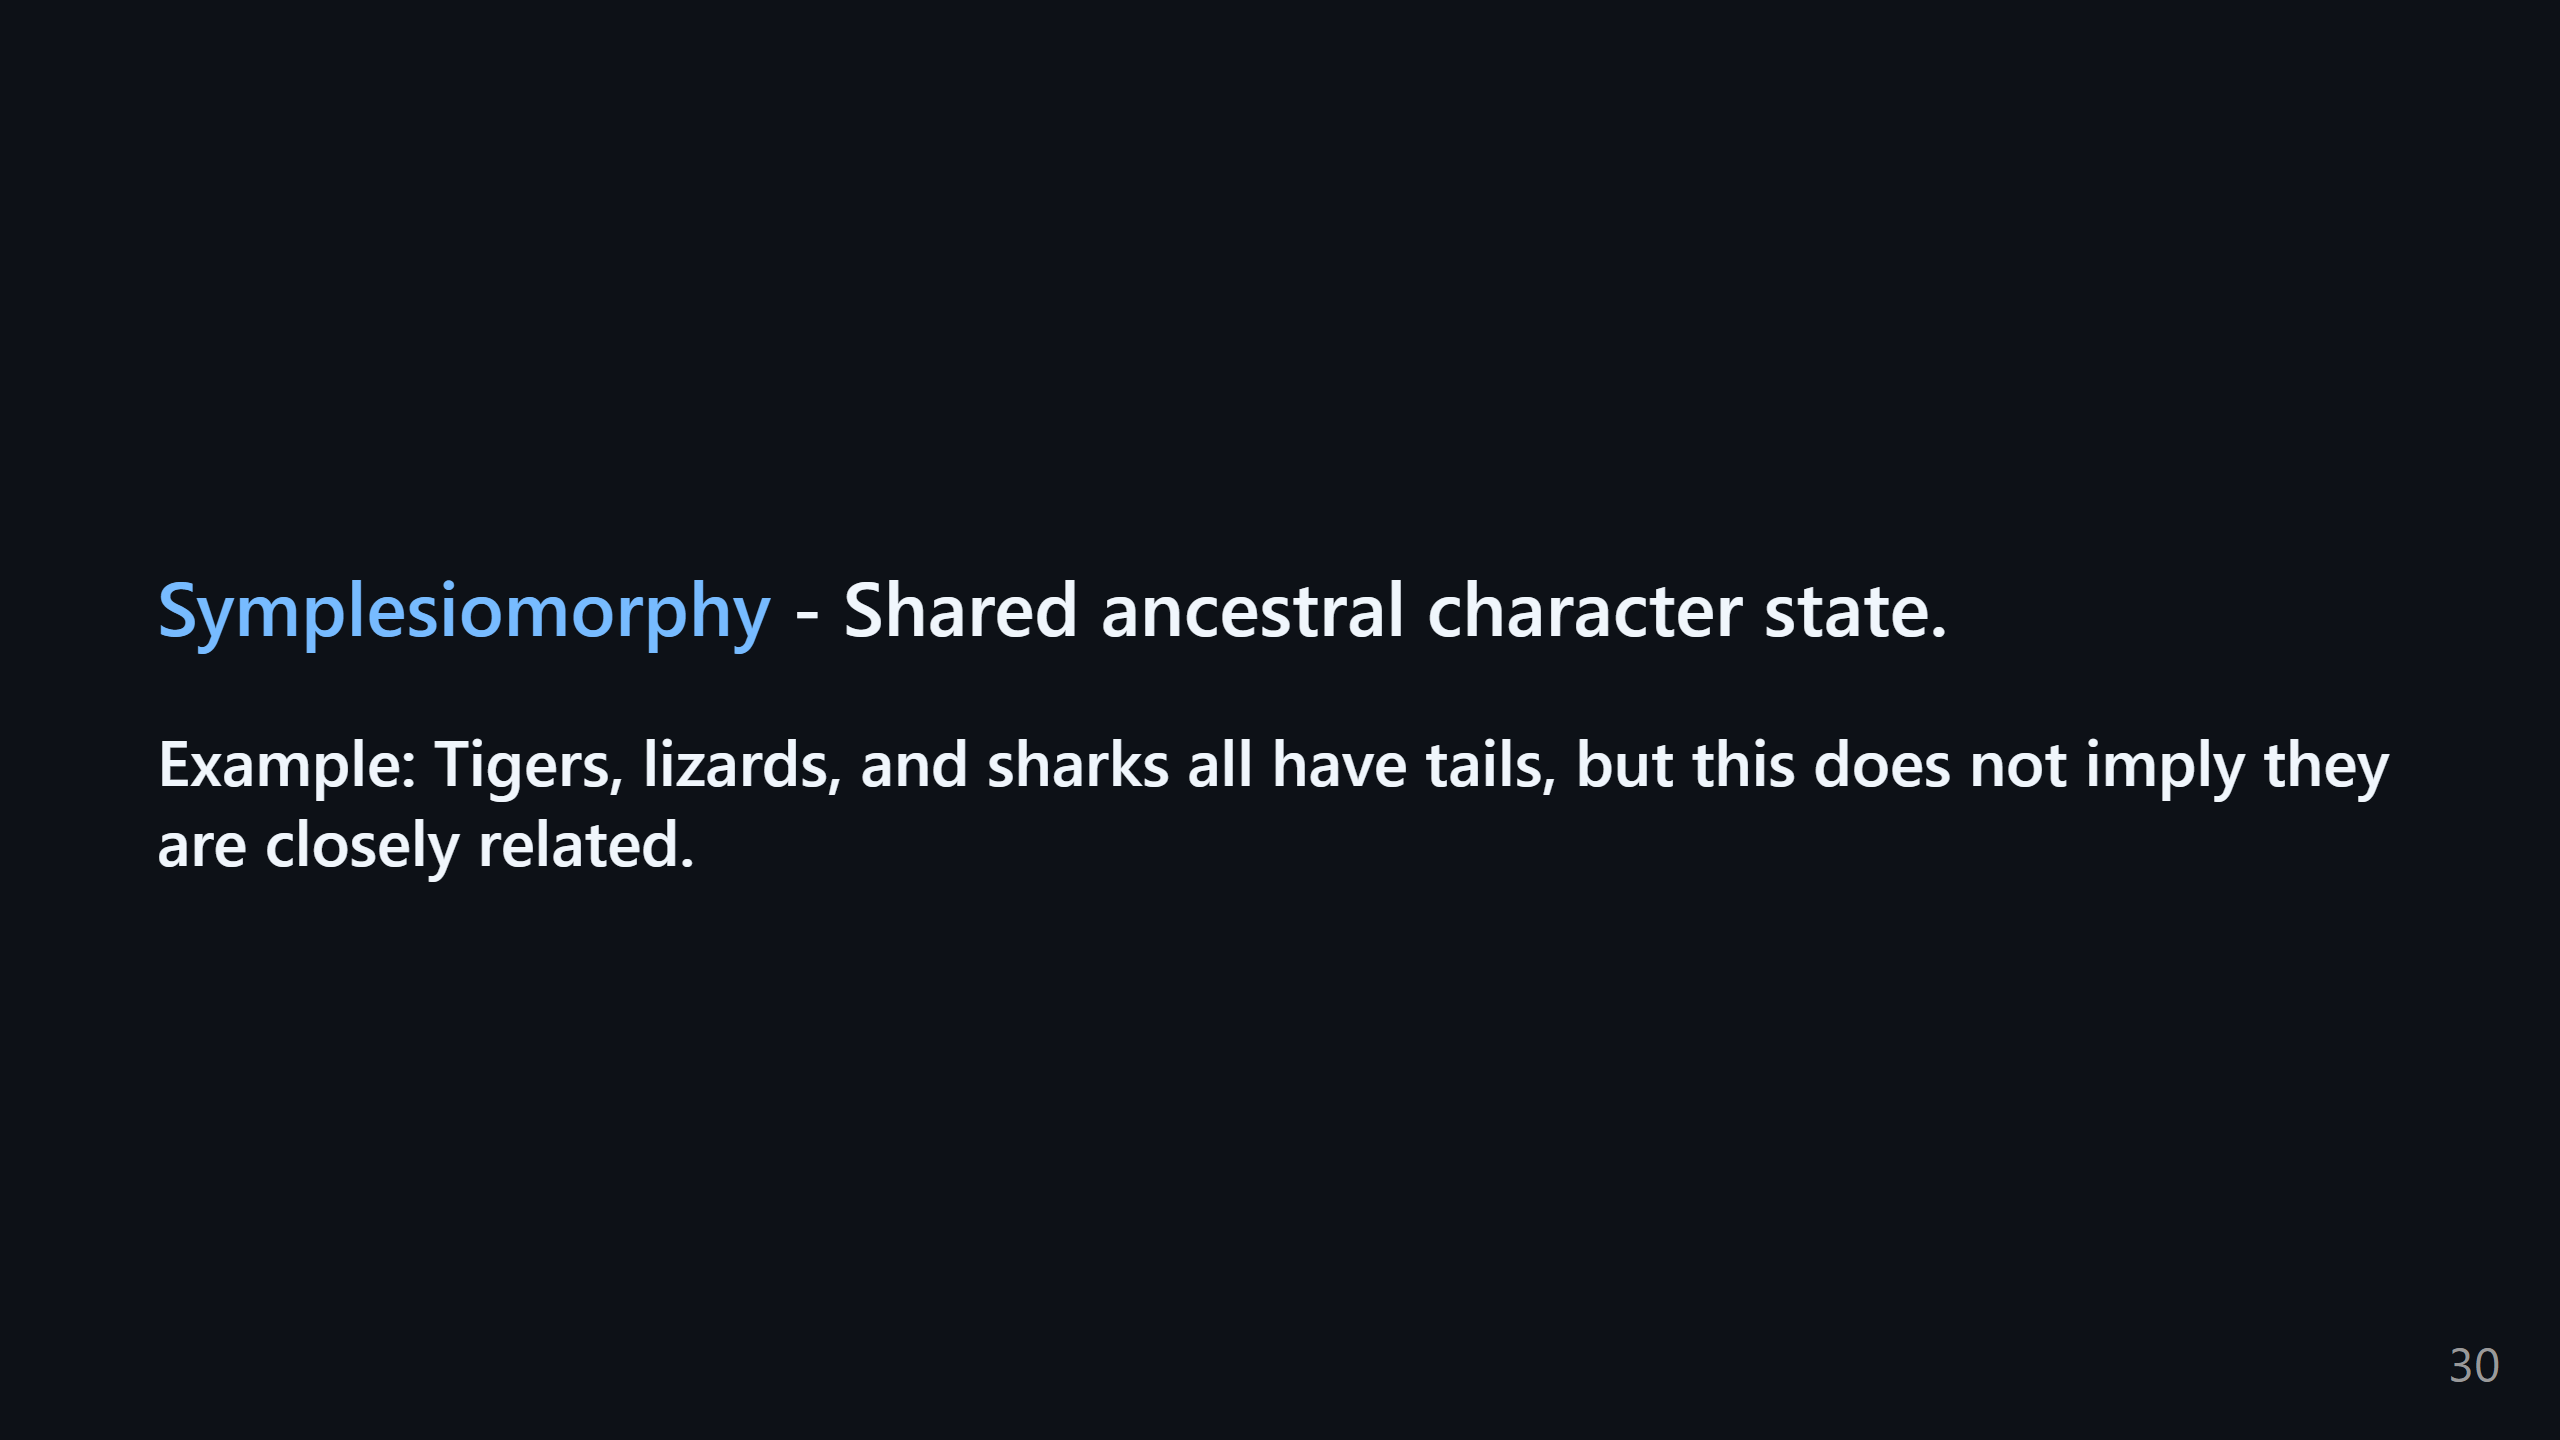 Symplesiomorphy - Shared ancestral character state.
Example: Tigers, lizards, and sharks all have tails, but this does not imply they
are closely related.
30